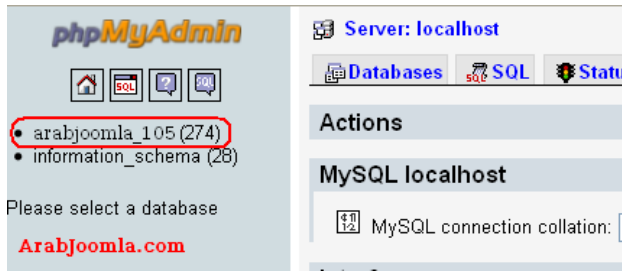 phpMyAdmin
SQL
?
SQL
arabjoomla_105 (274)
information_schema (28)
Please select a database
ArabJoomla.com
Server: localhost
Databases SQL Statu
Actions
MySQL localhost
MySQL connection collation: